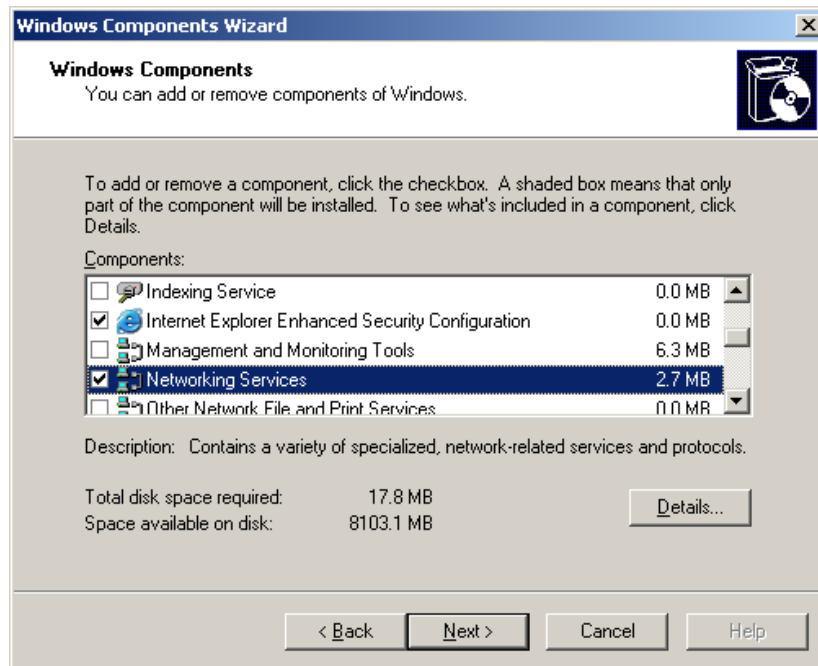 Windows Components Wizard
Windows Components
You can add or remove components of Windows.
To add or remove a component, click the checkbox. A shaded box means that only
part of the component will be installed. To see what's included in a component, click
Details.
Components:
Indexing Service 0.0 MB
Internet Explorer Enhanced Security Configuration 0.0 MB
Management and Monitoring Tools 6.3 MB
Networking Services 2.7 MB
Other Network File and Print Services 0.0 MB
Description: Contains a variety of specialized, network-related services and protocols.
Total disk space required: 17.8 MB
Space available on disk: 8103.1 MB
Details...
< Back Next > Cancel Help